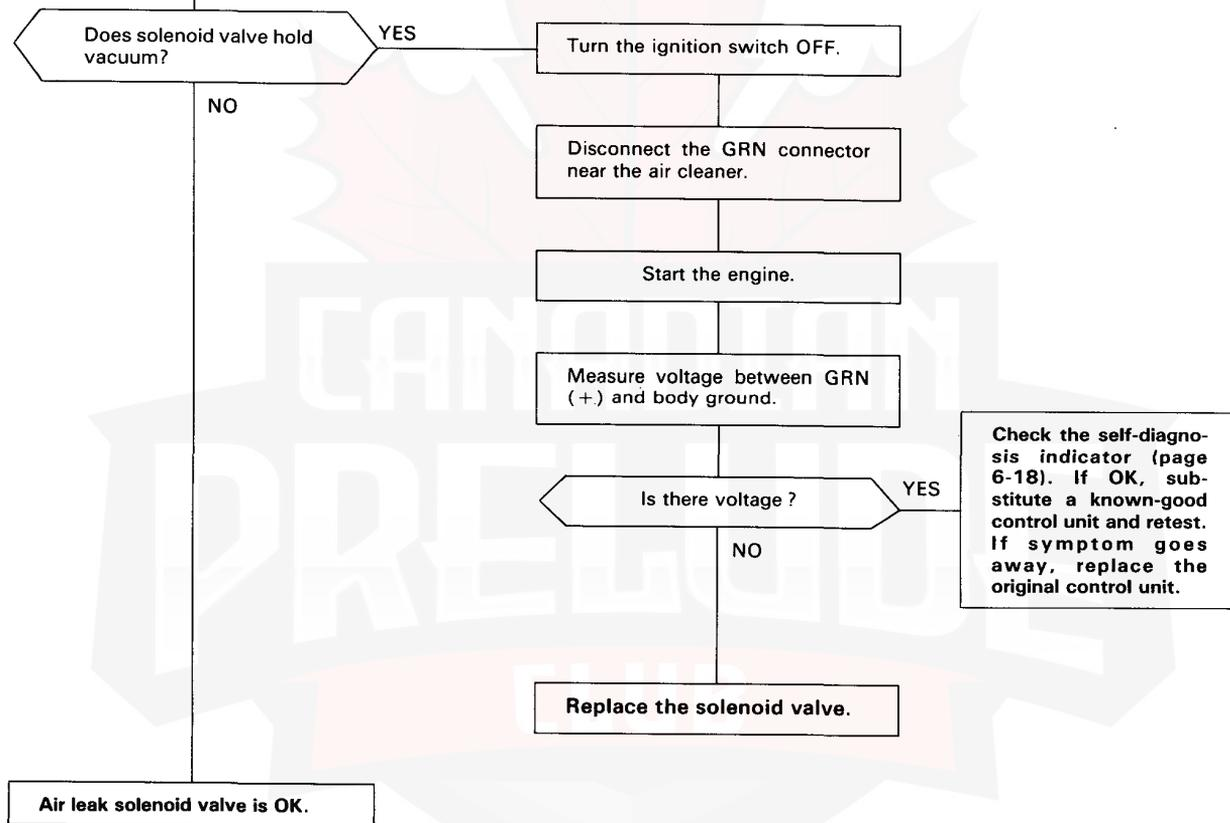 Does solenoid valve hold
vacuum?
YES
NO
Turn the ignition switch OFF.
Disconnect the GRN connector
near the air cleaner.
Start the engine.
Measure voltage between GRN
(+) and body ground.
Is there voltage ?
YES
NO
Check the self-diagno-
sis indicator (page
6-18). If OK, sub-
stitute a known-good
control unit and retest.
If symptom goes
away, replace the
original control unit.
Replace the solenoid valve.
Air leak solenoid valve is OK.
CANADIAN
PRELUDE
CLUB